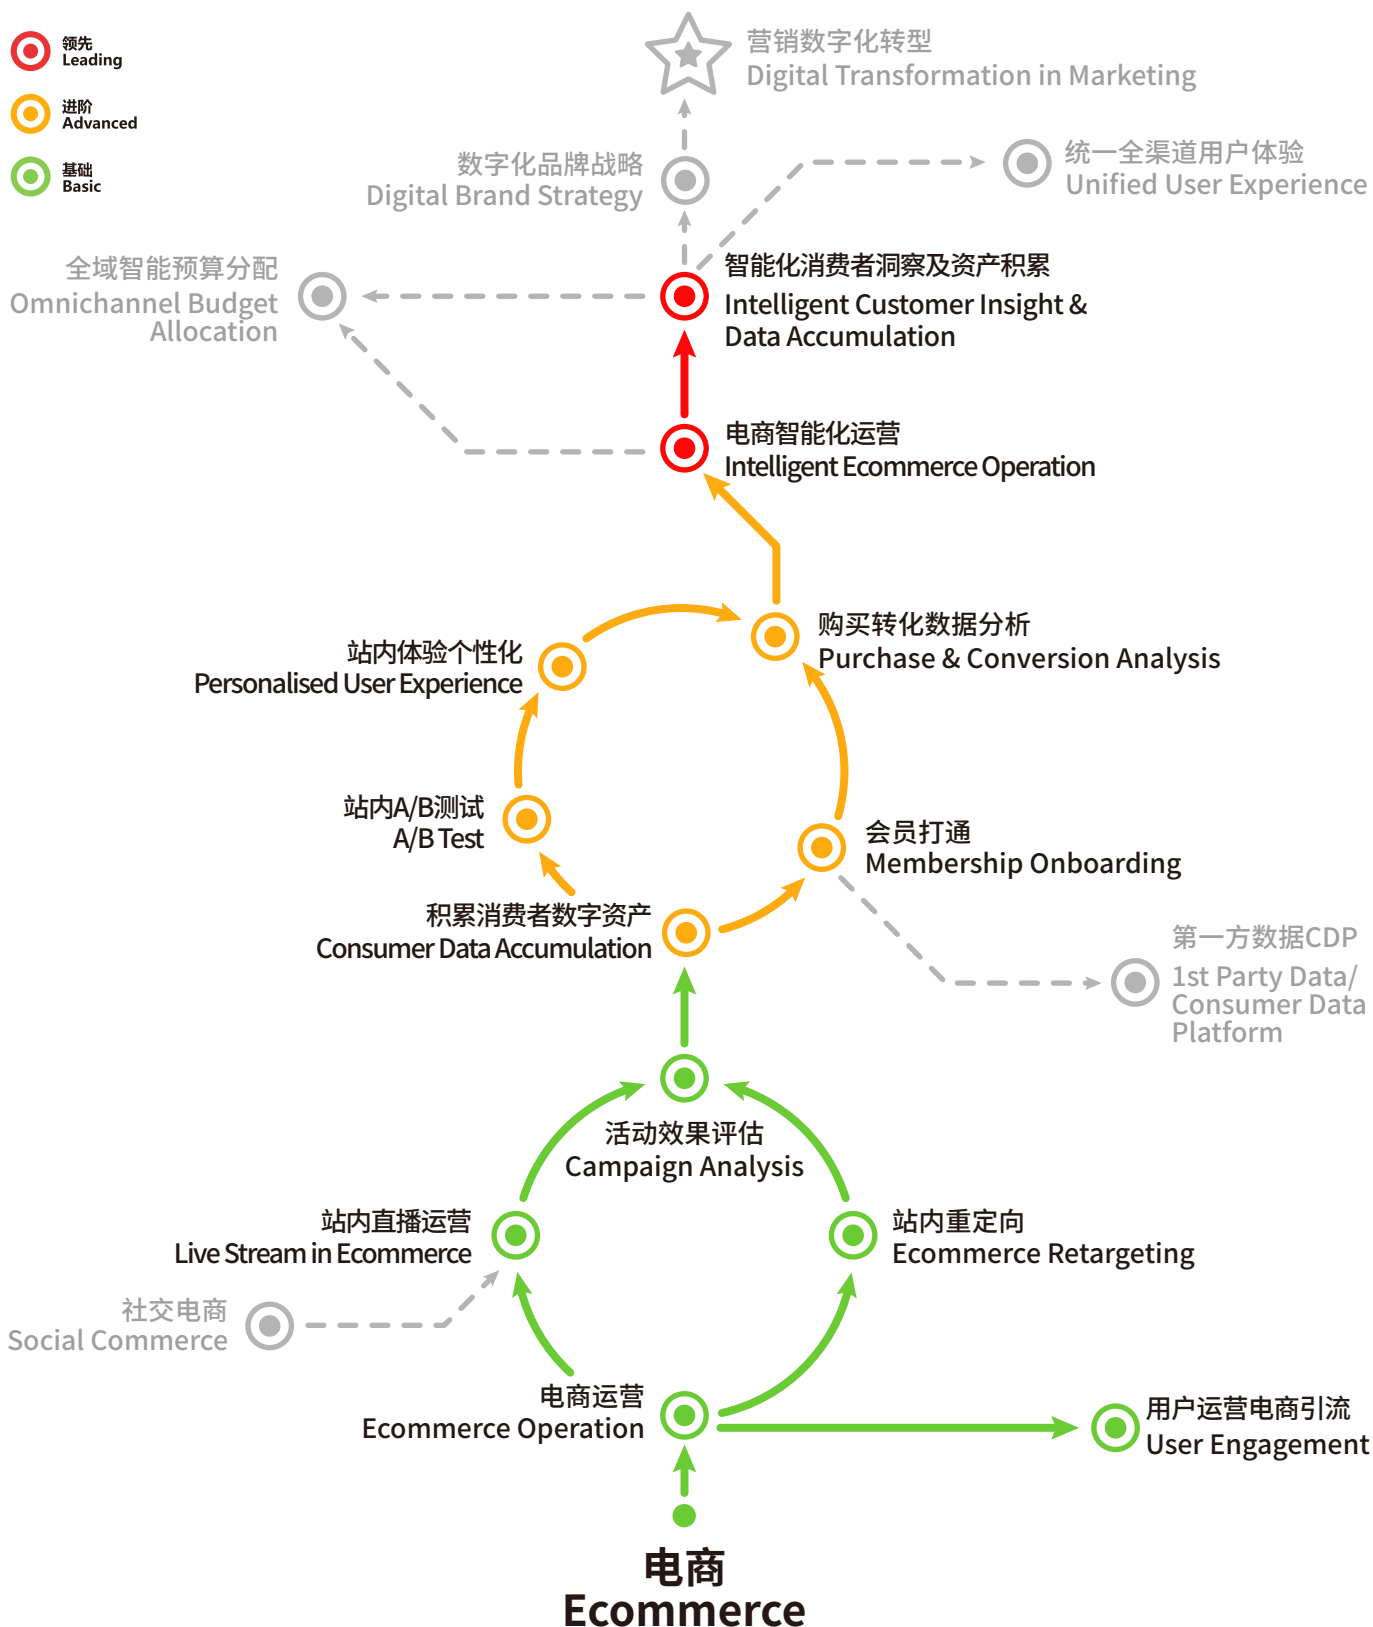 领先
Leading
进阶
Advanced
基础
Basic
营销数字化转型
Digital Transformation in Marketing
数字化品牌战略
Digital Brand Strategy
统一全渠道用户体验
Unified User Experience
全域智能预算分配
Omnichannel Budget
Allocation
智能化消费者洞察及资产积累
Intelligent Customer Insight &
Data Accumulation
电商智能化运营
Intelligent Ecommerce Operation
购买转化数据分析
Purchase & Conversion Analysis
站内体验个性化
Personalised User Experience
站内A/B测试
A/B Test
会员打通
Membership Onboarding
积累消费者数字资产
Consumer Data Accumulation
第一方数据CDP
1st Party Data/
Consumer Data
Platform
活动效果评估
Campaign Analysis
站内直播运营
Live Stream in Ecommerce
站内重定向
Ecommerce Retargeting
社交电商
Social Commerce
电商运营
Ecommerce Operation
用户运营电商引流
User Engagement
电商
Ecommerce